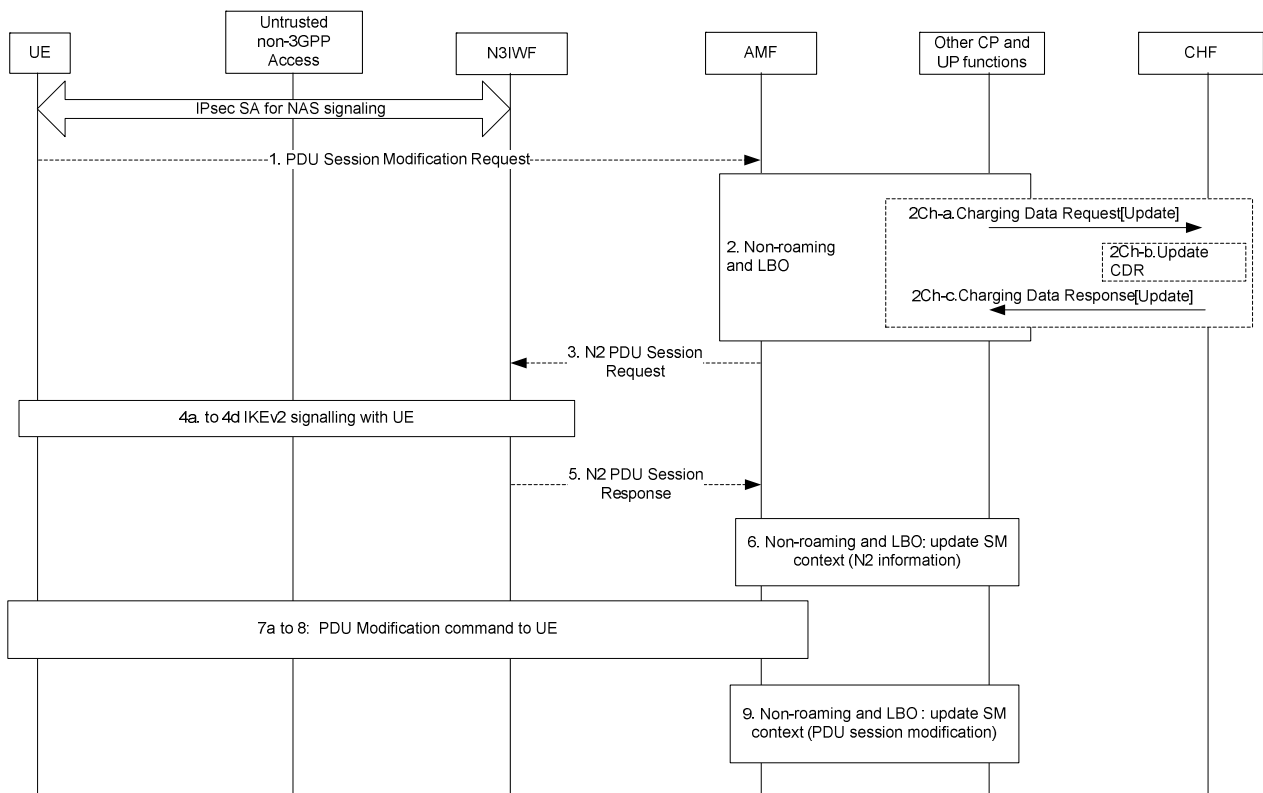 UE
Untrusted
non-3GPP
Access
N3IWF
AMF
Other CP and
UP functions
CHF
IPsec SA for NAS signaling
1. PDU Session Modification Request
2Ch-a.Charging Data Request[Update]
2. Non-roaming
and LBO
2Ch-b.Update
CDR
2Ch-c.Charging Data Response[Update]
3. N2 PDU Session
Request
4a. to 4d IKEv2 signalling with UE
5. N2 PDU Session
Response
6. Non-roaming and LBO: update SM
context (N2 information)
7a to 8: PDU Modification command to UE
9. Non-roaming and LBO : update SM
context (PDU session modification)